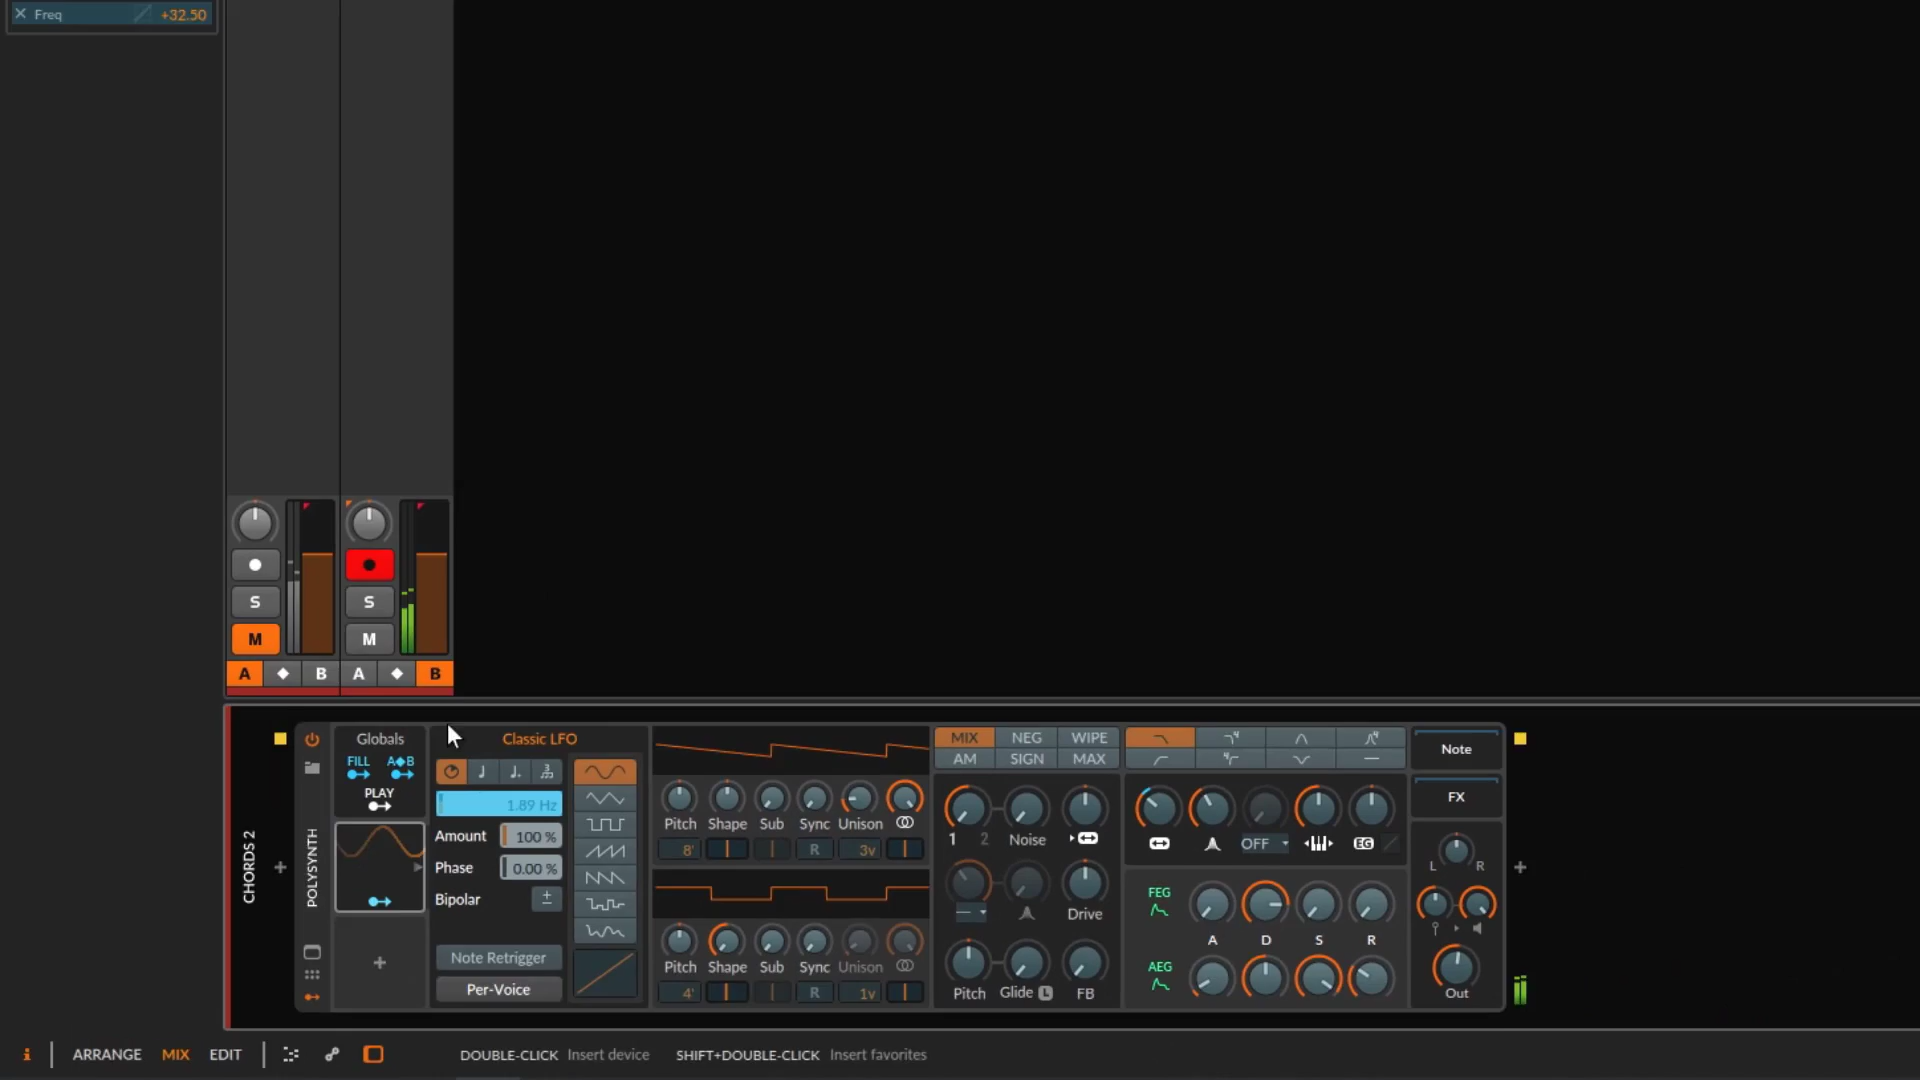 Freq +32.50
S S
M M
A B A B
CHORDS 2
POLYSYNTH
Globals
FILL A◆B
PLAY
Classic LFO
1.89 Hz
Amount 100 %
Phase 0.00 %
Bipolar ±
Note Retrigger
Per-Voice
Pitch Shape Sub Sync Unison
8' R 3v
Pitch Shape Sub Sync Unison
4' R 1v
MIX NEG WIPE
AM SIGN MAX
1 2 Noise
Drive
Pitch Glide L FB
OFF EG
FEG
A D S R
AEG
Note
FX
L R
Out
i ARRANGE MIX EDIT DOUBLE-CLICK Insert device SHIFT+DOUBLE-CLICK Insert favorites